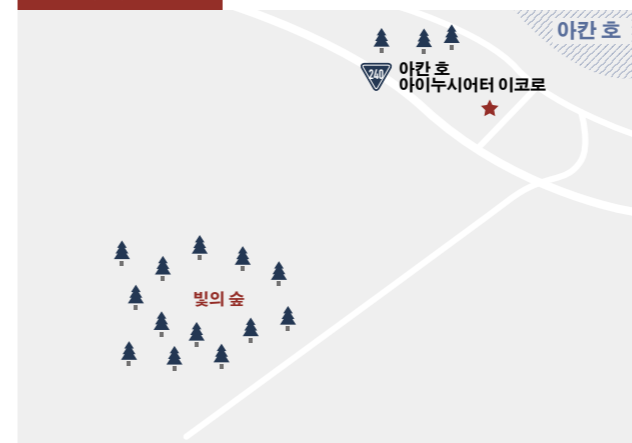 아칸 호
240
아칸 호
아이누시어터 이코로
빛의 숲